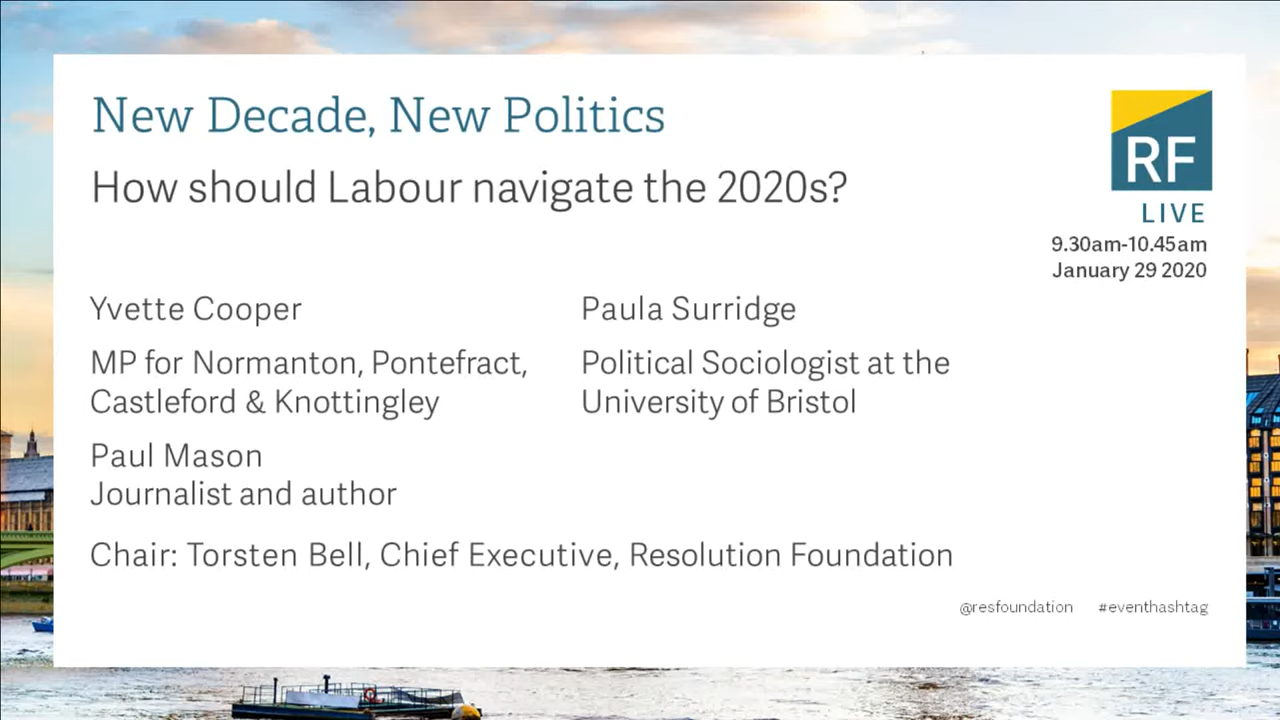 New Decade, New Politics
How should Labour navigate the 2020s?
RF
LIVE
9.30am-10.45am
January 29 2020
Yvette Cooper
MP for Normanton, Pontefract,
Castleford & Knottingley
Paul Mason
Journalist and author
Paula Surridge
Political Sociologist at the
University of Bristol
Chair: Torsten Bell, Chief Executive, Resolution Foundation
@resfoundation #eventhashtag